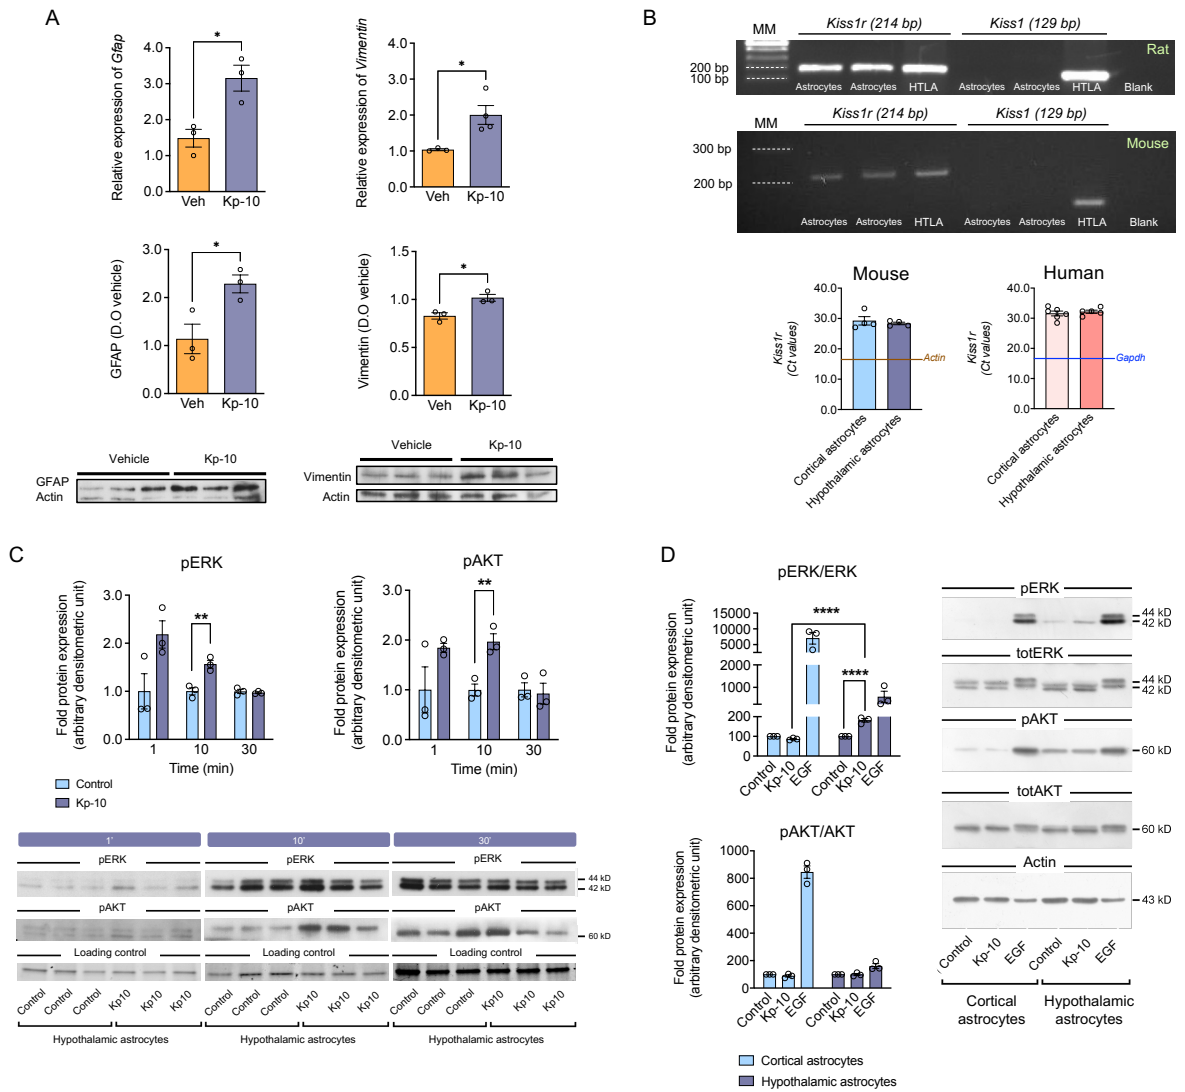 A
Relative expression of Gfap
4.0
3.0
2.0
1.0
0.0
*
Veh Kp-10
Relative expression of Vimentin
4.0
3.0
2.0
1.0
0.0
*
Veh Kp-10
GFAP (D.O vehicle)
3.0
2.0
1.0
0.0
*
Veh Kp-10
Vimentin (D.O vehicle)
1.5
1.0
0.5
0.0
*
Veh Kp-10
Vehicle Kp-10
GFAP
Actin
Vehicle Kp-10
Vimentin
Actin
B
MM Kiss1r (214 bp) Kiss1 (129 bp)
Rat
200 bp
100 bp
Astrocytes Astrocytes HTLA Astrocytes Astrocytes HTLA Blank
MM Kiss1r (214 bp) Kiss1 (129 bp)
Mouse
300 bp
200 bp
Astrocytes Astrocytes HTLA Astrocytes Astrocytes HTLA Blank
Mouse
Kiss1r
(Ct values)
40.0
30.0
20.0
10.0
0.0
Actin
Cortical astrocytes
Hypothalamic astrocytes
Human
Kiss1r
(Ct values)
40.0
30.0
20.0
10.0
0.0
Gapdh
Cortical astrocytes
Hypothalamic astrocytes
C
pERK
Fold protein expression
(arbitrary densitometric unit)
3.0
2.0
1.0
0.0
**
1 10 30
Time (min)
pAKT
Fold protein expression
(arbitrary densitometric unit)
3.0
2.0
1.0
0.0
**
1 10 30
Time (min)
Control
Kp-10
1' 10' 30'
pERK pERK pERK
44 kD
42 kD
pAKT pAKT pAKT
60 kD
Loading control Loading control Loading control
Control Control Control Kp10 Kp10 Kp10 Control Control Control Kp10 Kp10 Kp10 Control Control Control Kp10 Kp10 Kp10
Hypothalamic astrocytes Hypothalamic astrocytes Hypothalamic astrocytes
D
pERK/ERK
Fold protein expression
(arbitrary densitometric unit)
15000
10000
5000
2000
1000
200
100
0
****
****
Control Kp-10 EGF Control Kp-10 EGF
pAKT/AKT
Fold protein expression
(arbitrary densitometric unit)
1000
800
600
400
200
0
Control Kp-10 EGF Control Kp-10 EGF
Cortical astrocytes
Hypothalamic astrocytes
pERK
44 kD
42 kD
totERK
44 kD
42 kD
pAKT
60 kD
totAKT
60 kD
Actin
43 kD
Control Kp-10 EGF Control Kp-10 EGF
Cortical
astrocytes
Hypothalamic
astrocytes